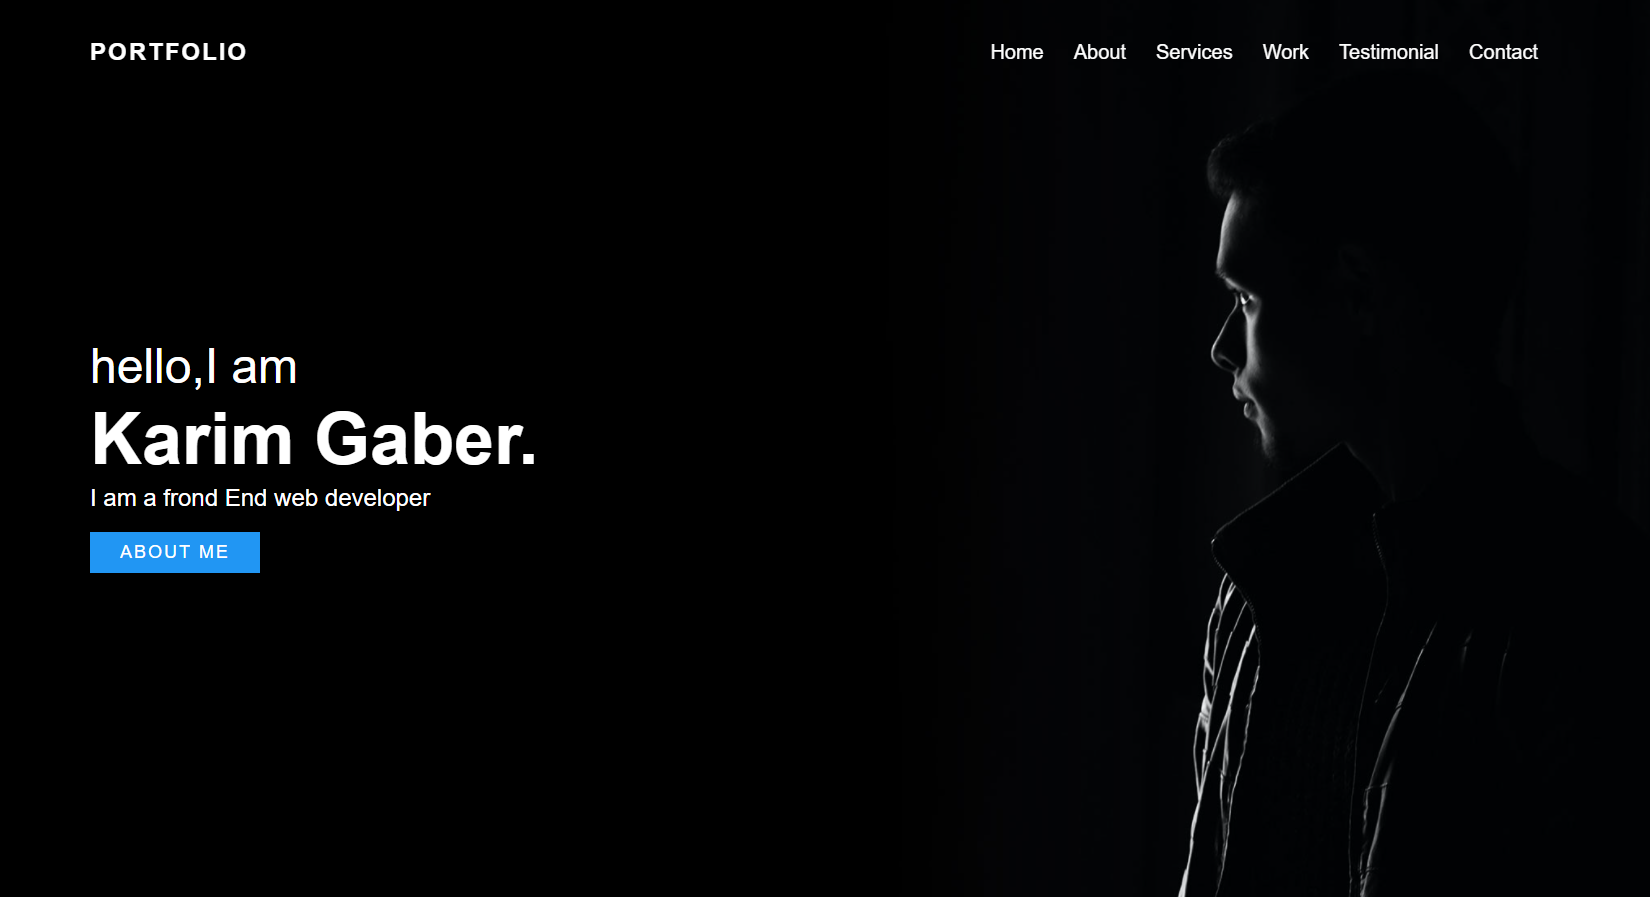 PORTFOLIO
Home About Services Work Testimonial Contact
hello,I am
Karim Gaber.
I am a frond End web developer
ABOUT ME